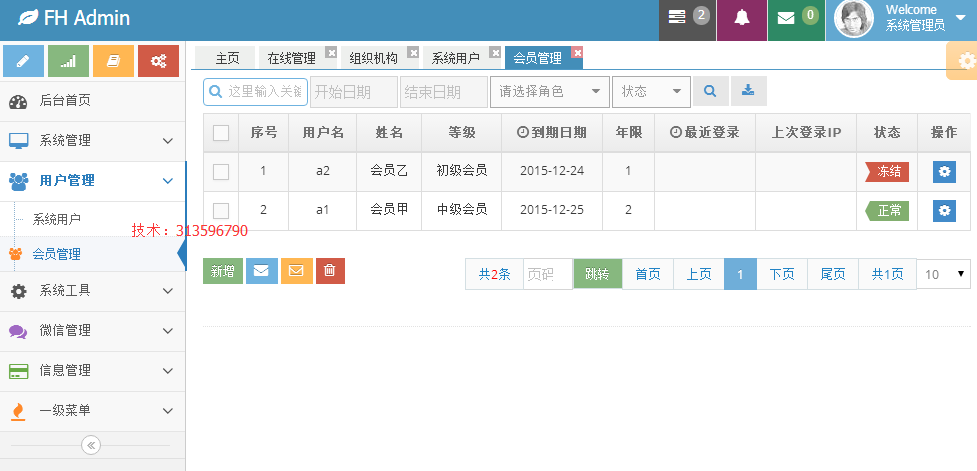 FH Admin
2
0
Welcome
系统管理员
主页 在线管理 组织机构 系统用户 会员管理
这里输入关键 开始日期 结束日期 请选择角色 状态
序号 用户名 姓名 等级 到期日期 年限 最近登录 上次登录IP 状态 操作
1 a2 会员乙 初级会员 2015-12-24 1 冻结
2 a1 会员甲 中级会员 2015-12-25 2 正常
新增 共2条 页码 跳转 首页 上页 1 下页 尾页 共1页 10
后台首页
系统管理
用户管理
系统用户
技术：313596790
会员管理
系统工具
微信管理
信息管理
一级菜单